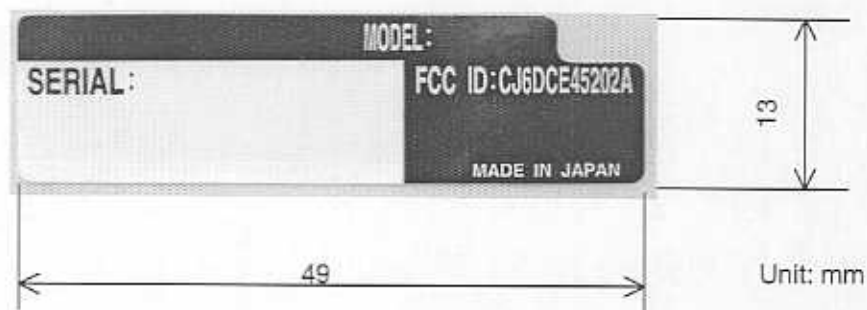 MODEL:
SERIAL:
FCC ID:CJ6DCE45202A
MADE IN JAPAN
13
49
Unit: mm